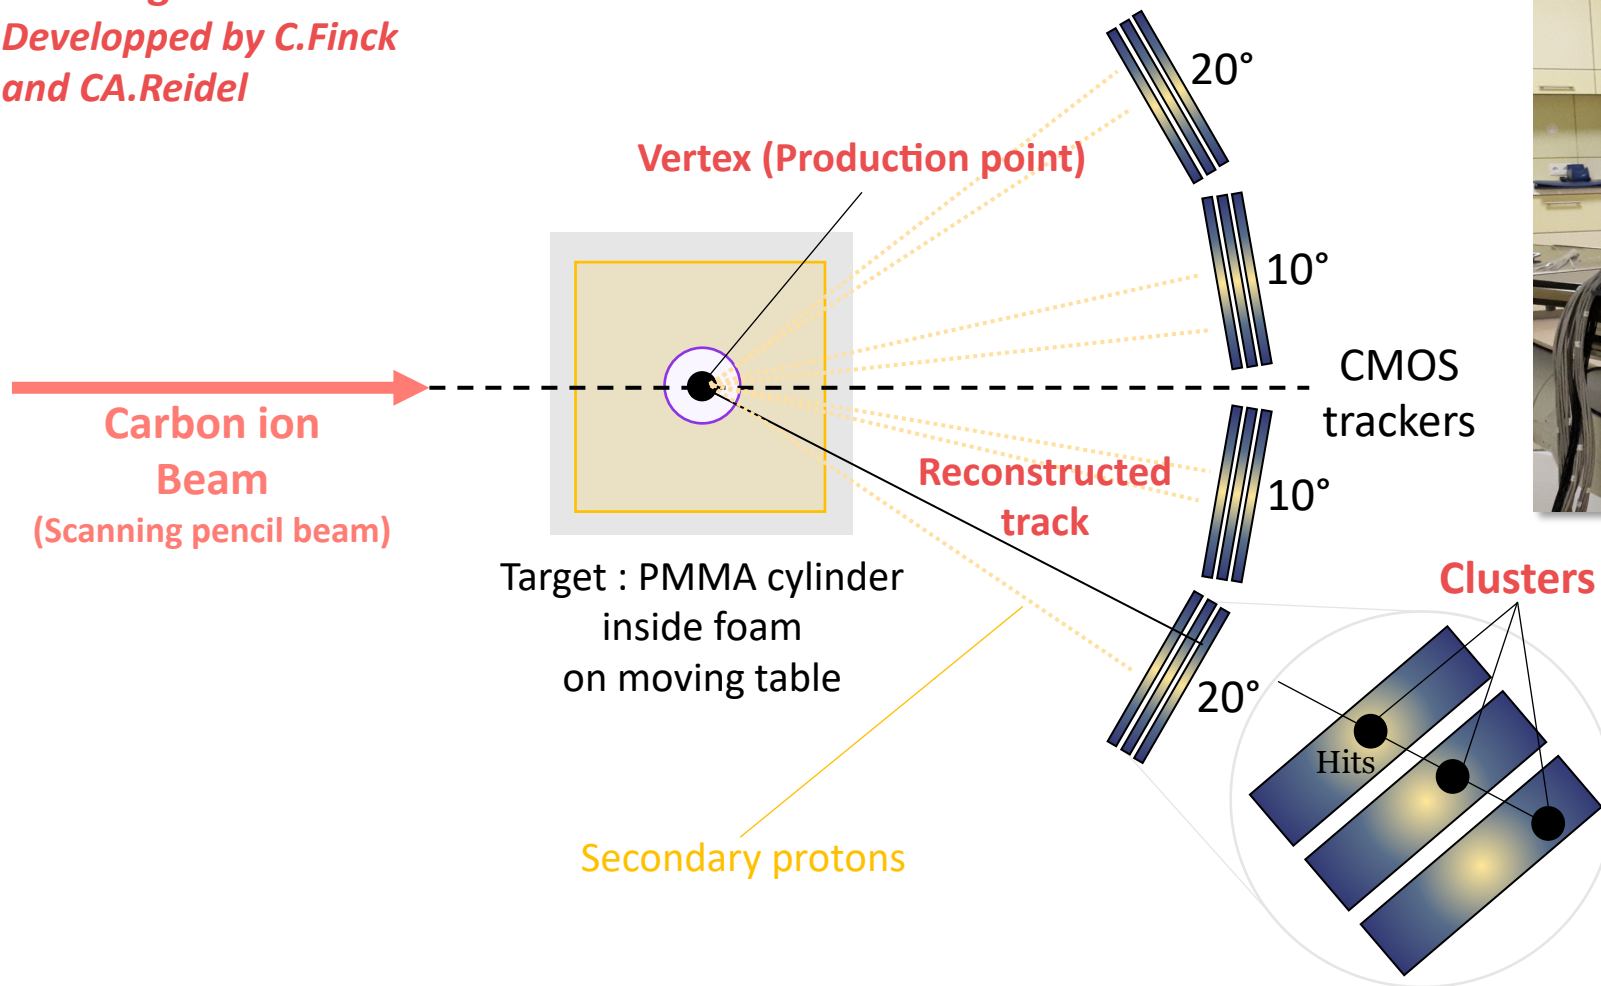 Developped by C.Finck
and CA.Reidel
20°
Vertex (Production point)
10°
CMOS
trackers
Carbon ion
Beam
(Scanning pencil beam)
Reconstructed
track
10°
Target : PMMA cylinder
inside foam
on moving table
Clusters
20°
Hits
Secondary protons